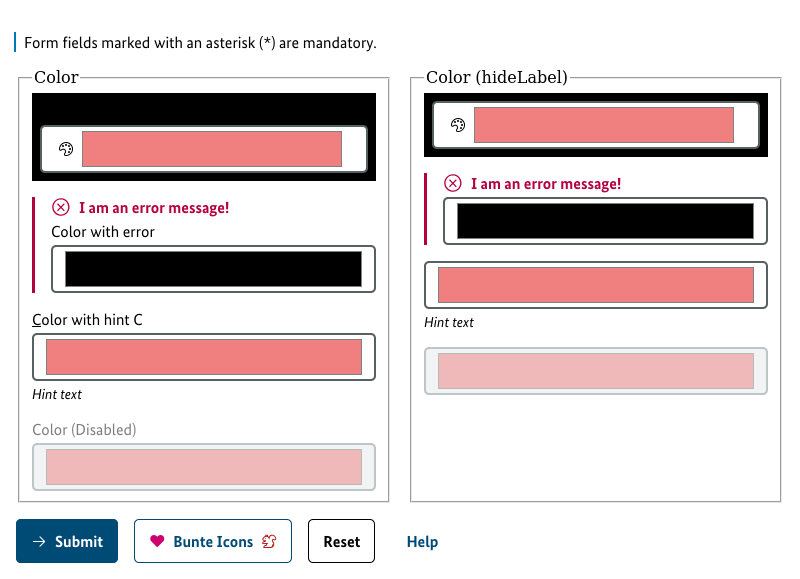 Form fields marked with an asterisk (*) are mandatory.
Color
I am an error message!
Color with error
Color with hint C
Hint text
Color (Disabled)
Color (hideLabel)
I am an error message!
Hint text
Submit
Bunte Icons
Reset
Help